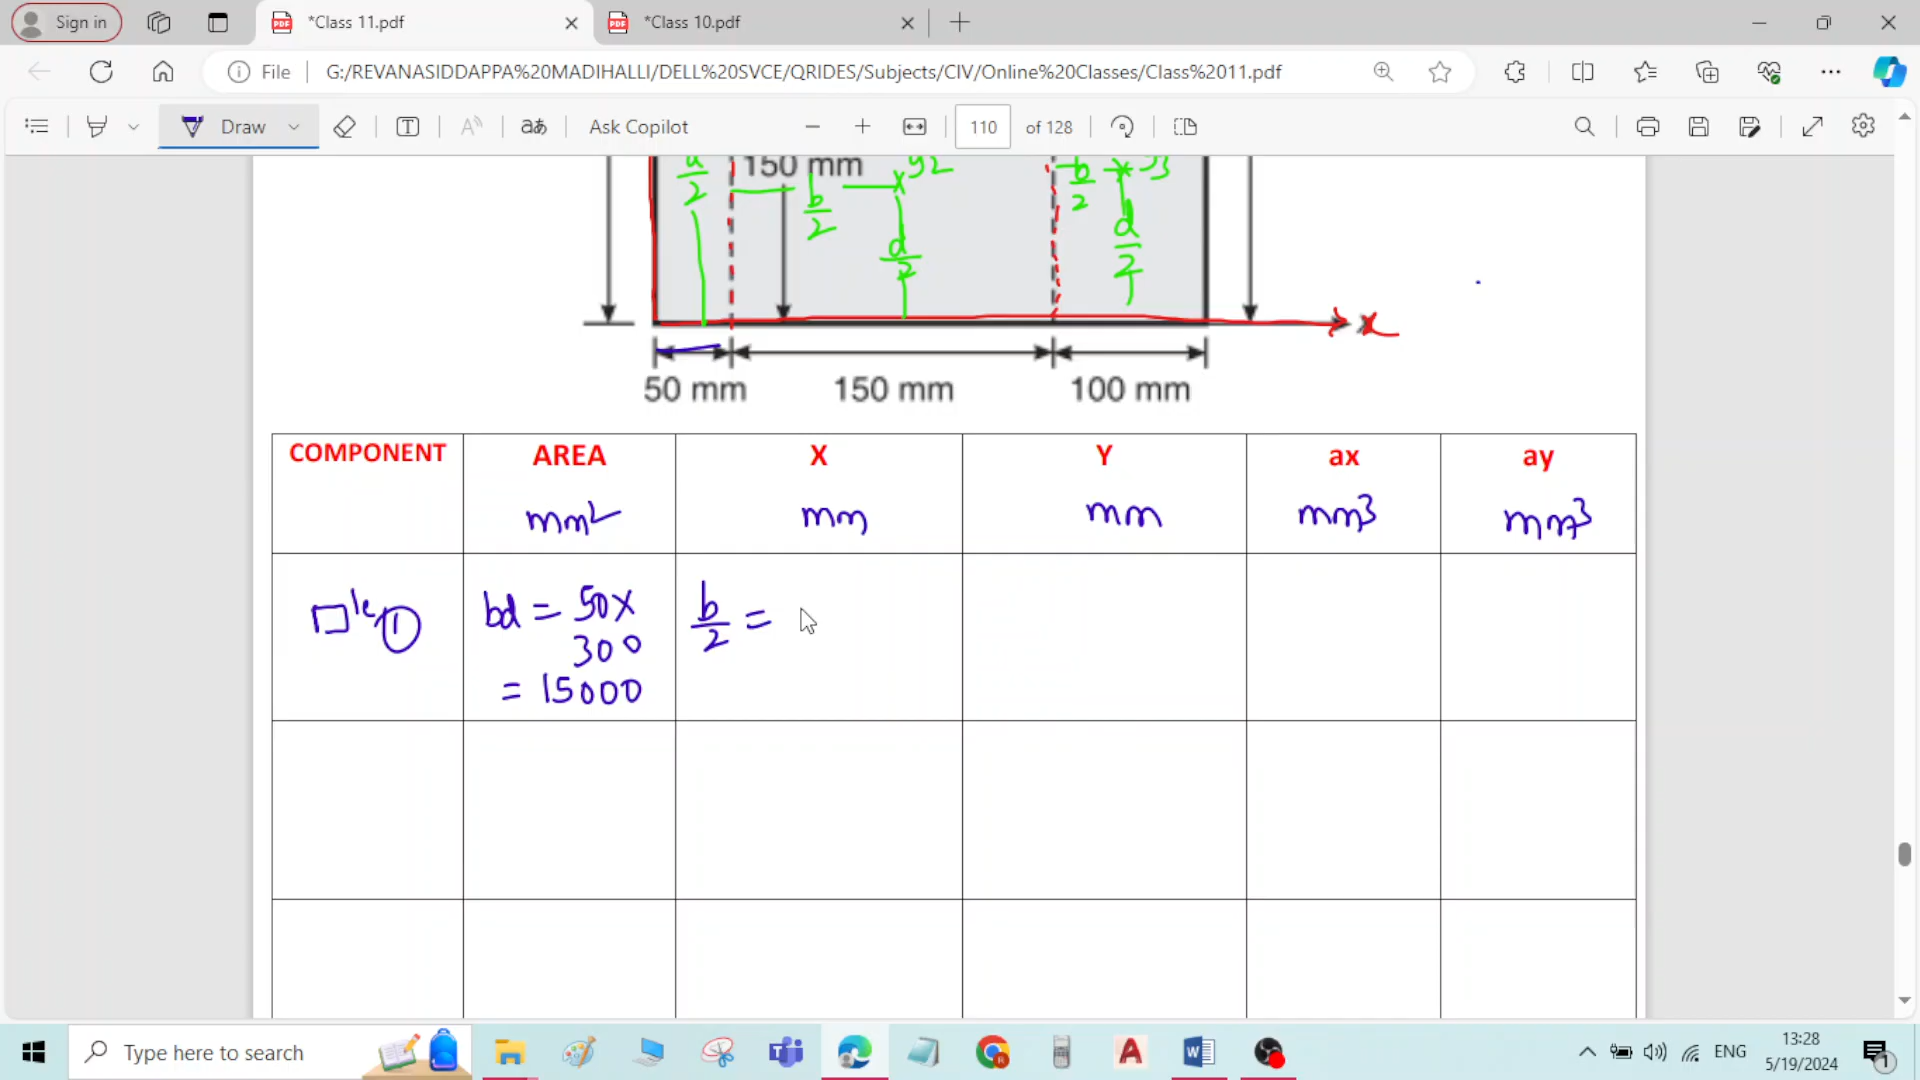 Sign in
*Class 11.pdf
*Class 10.pdf
File
G:/REVANASIDDAPPA%20MADIHALLI/DELL%20SVCE/QRIDES/Subjects/CIV/Online%20Classes/Class%2011.pdf
Draw
Ask Copilot
110 of 128
150 mm
y2
b/2
d/2
b/2
d/2
x
50 mm 150 mm 100 mm
COMPONENT AREA X Y ax ay
mm² mm mm mm³ mm³
□le ① bd = 50x b/2 =
300
= 15000
Type here to search
ENG
13:28
5/19/2024
1